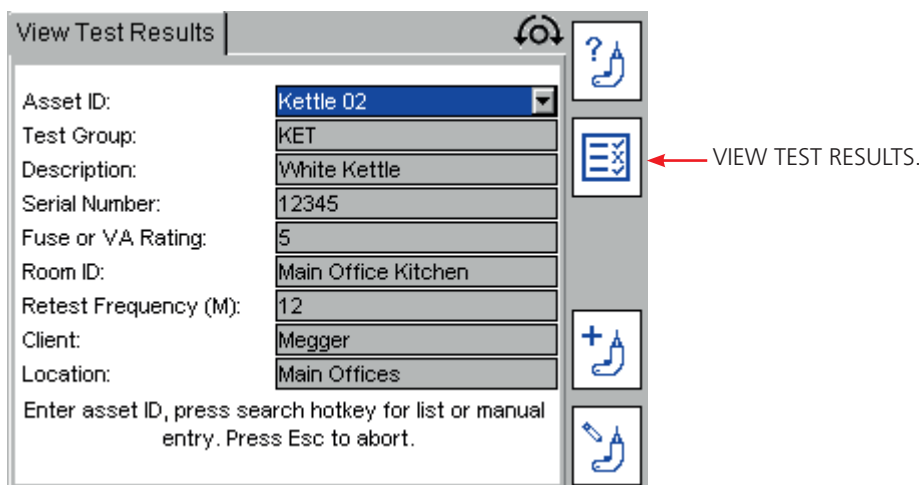 View Test Results
Asset ID: Kettle 02
Test Group: KET
Description: White Kettle
Serial Number: 12345
Fuse or VA Rating: 5
Room ID: Main Office Kitchen
Retest Frequency (M): 12
Client: Megger
Location: Main Offices
Enter asset ID, press search hotkey for list or manual
entry. Press Esc to abort.
?
+
VIEW TEST RESULTS.